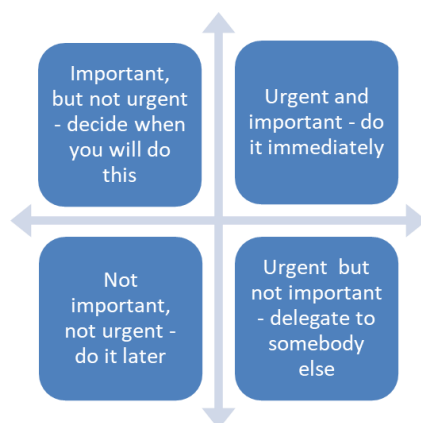 Important,
but not urgent
- decide when
you will do
this
Urgent and
important - do
it immediately
Not
important,
not urgent -
do it later
Urgent  but
not important
- delegate to
somebody
else